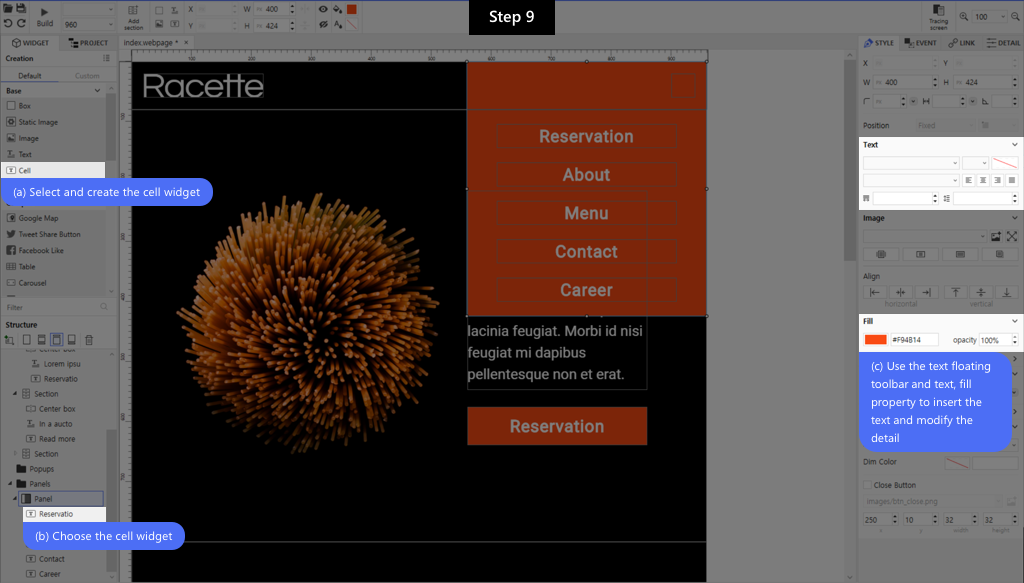 Step 9
Build
960
Add
section
X
W
400
Y
H
424
Tracing
screen
100
WIDGET
PROJECT
index.webpage *
STYLE
EVENT
LINK
DETAIL
Creation
Default
Custom
Base
Box
Static Image
Image
Text
Cell
(a) Select and create the cell widget
Google Map
Tweet Share Button
Facebook Like
Table
Carousel
Filter
Structure
Center box
Lorem ipsu
Reservatio
Section
Center box
In a aucto
Read more
Section
Popups
Panels
Panel
Reservatio
(b) Choose the cell widget
Contact
Career
Racette
Reservation
About
Menu
Contact
Career
lacinia feugiat. Morbi id nisi
feugiat mi dapibus
pellentesque non et erat.
Reservation
X
Y
W
400
H
424
Position
Fixed
Text
Image
Align
horizontal
vertical
Fill
#F94B14
opacity
100%
(c) Use the text floating
toolbar and text, fill
property to insert the
text and modify the
detail
Dim Color
Close Button
images/btn_close.png
250
10
32
32
x
y
width
height